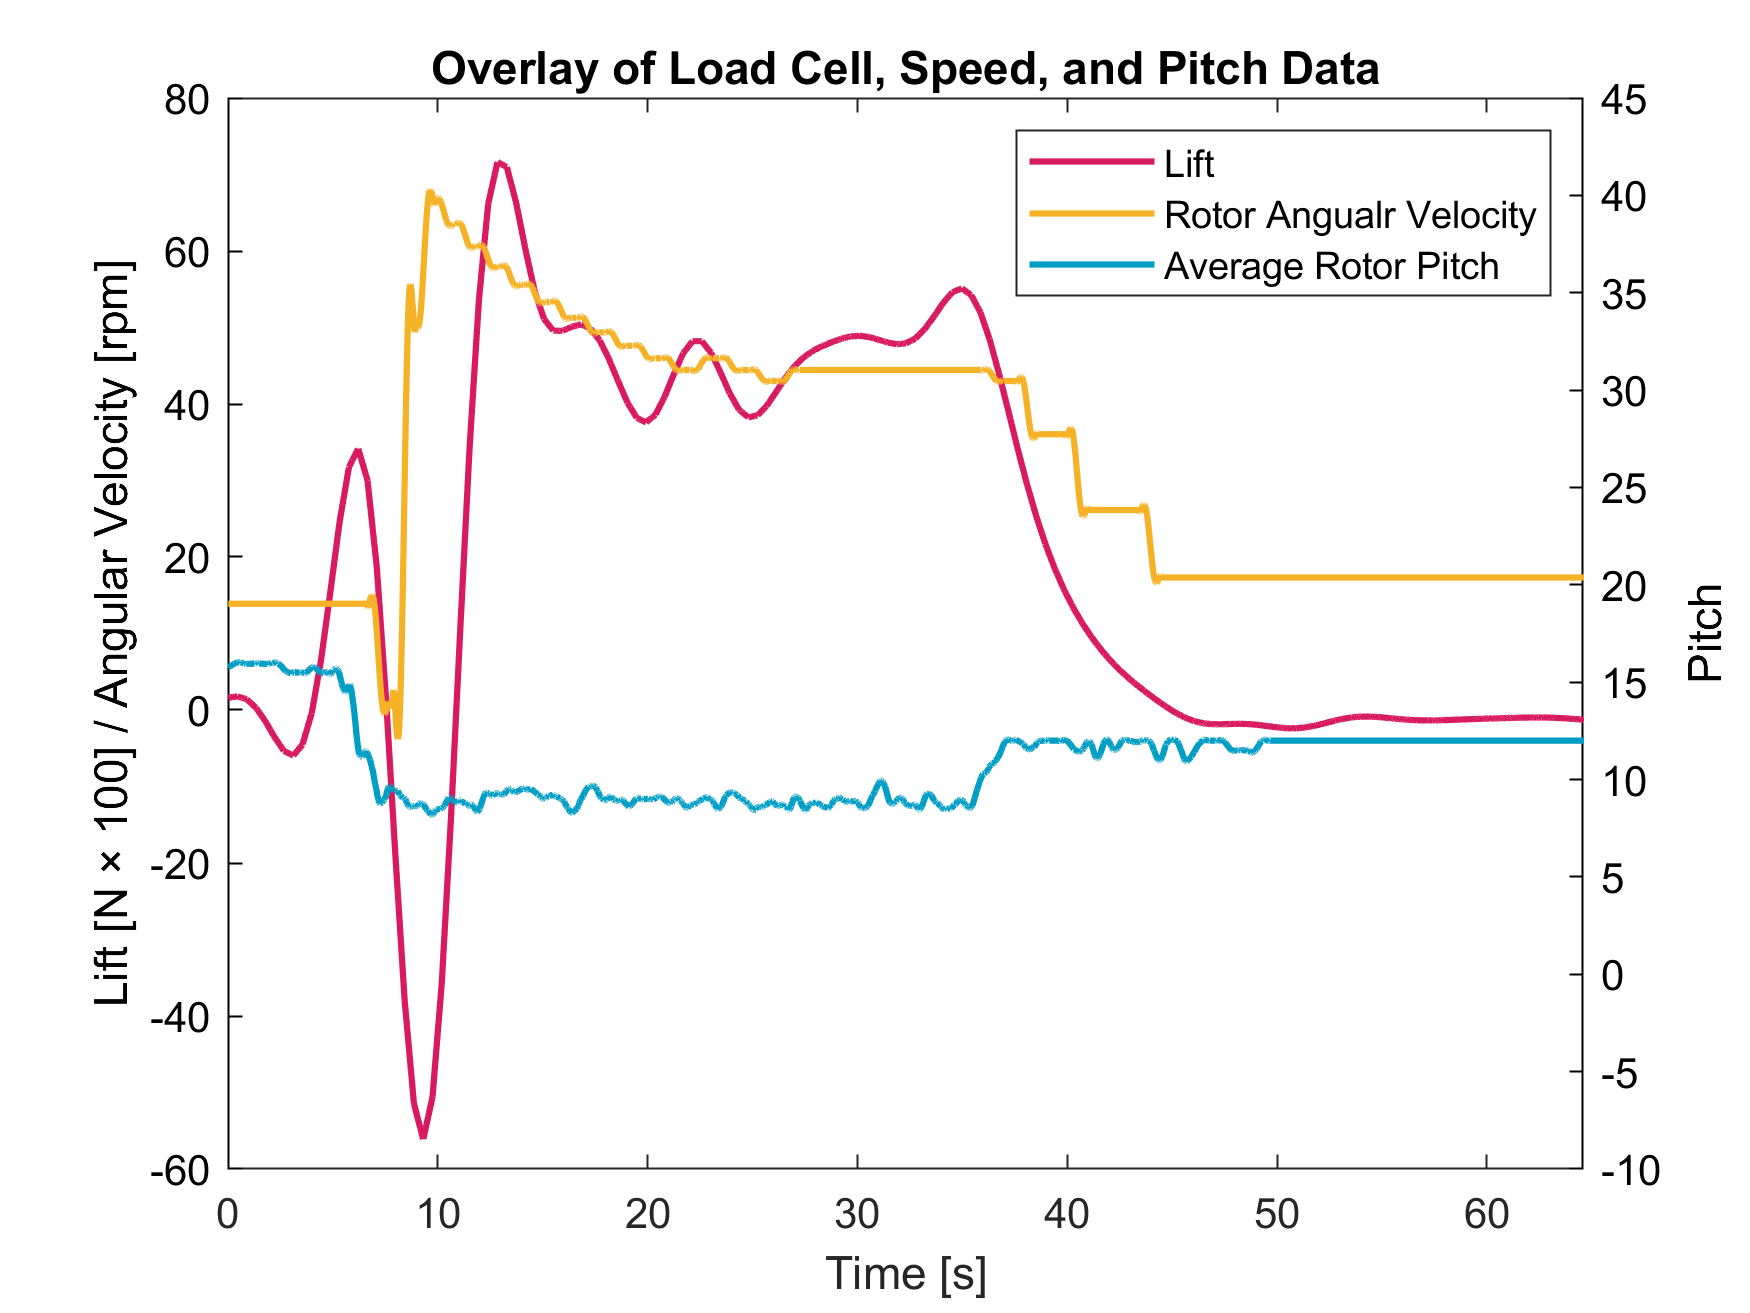 Overlay of Load Cell, Speed, and Pitch Data
Lift [N × 100] / Angular Velocity [rpm]
80
60
40
20
0
-20
-40
-60
Lift
Rotor Angualr Velocity
Average Rotor Pitch
45
40
35
30
25
20
15
10
5
0
-5
-10
Pitch
0 10 20 30 40 50 60
Time [s]